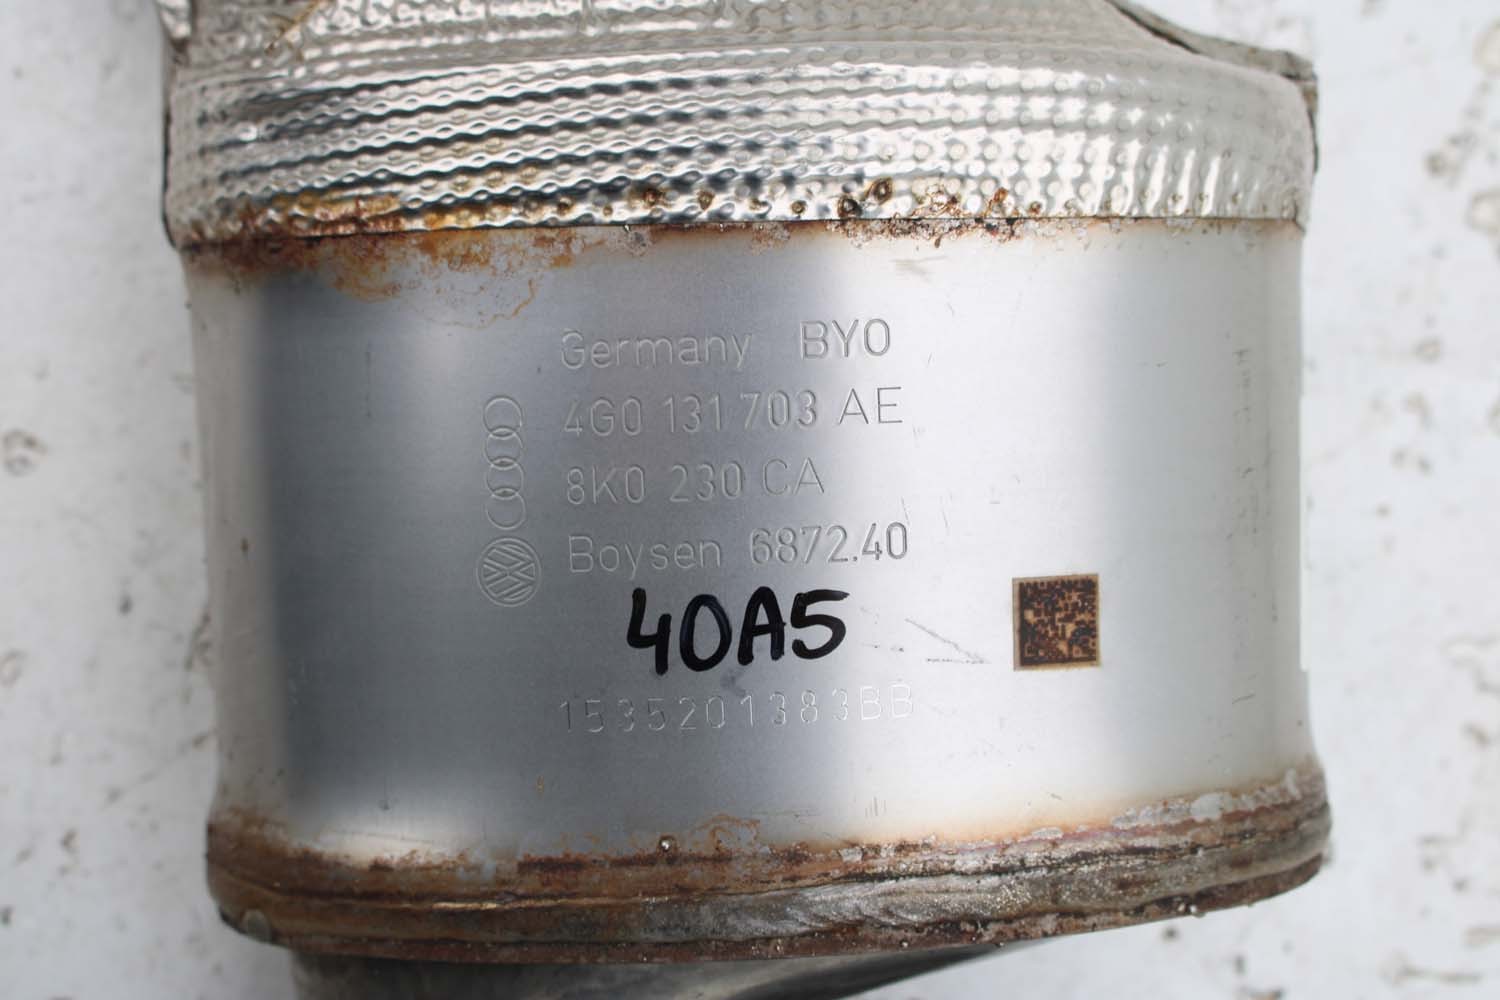 Germany BYO
4G0 131 703 AE
8K0 230 CA
Boysen 6872.40
40A5
1535201383BB